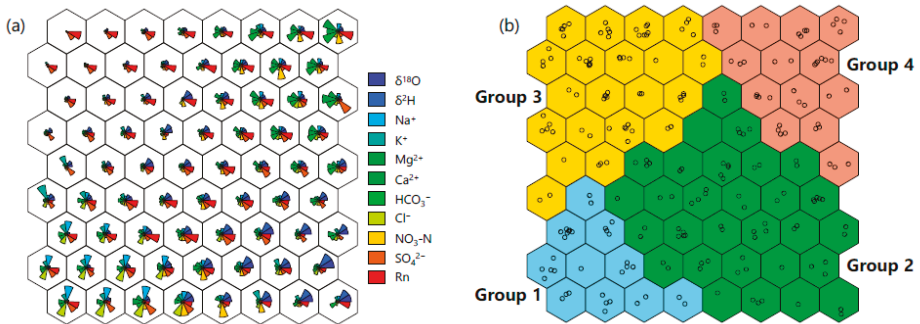 (a)
(b)
δ¹⁸O
δ²H
Na⁺
K⁺
Mg²⁺
Ca²⁺
HCO₃⁻
Cl⁻
NO₃-N
SO₄²⁻
Rn
Group 4
Group 3
Group 2
Group 1